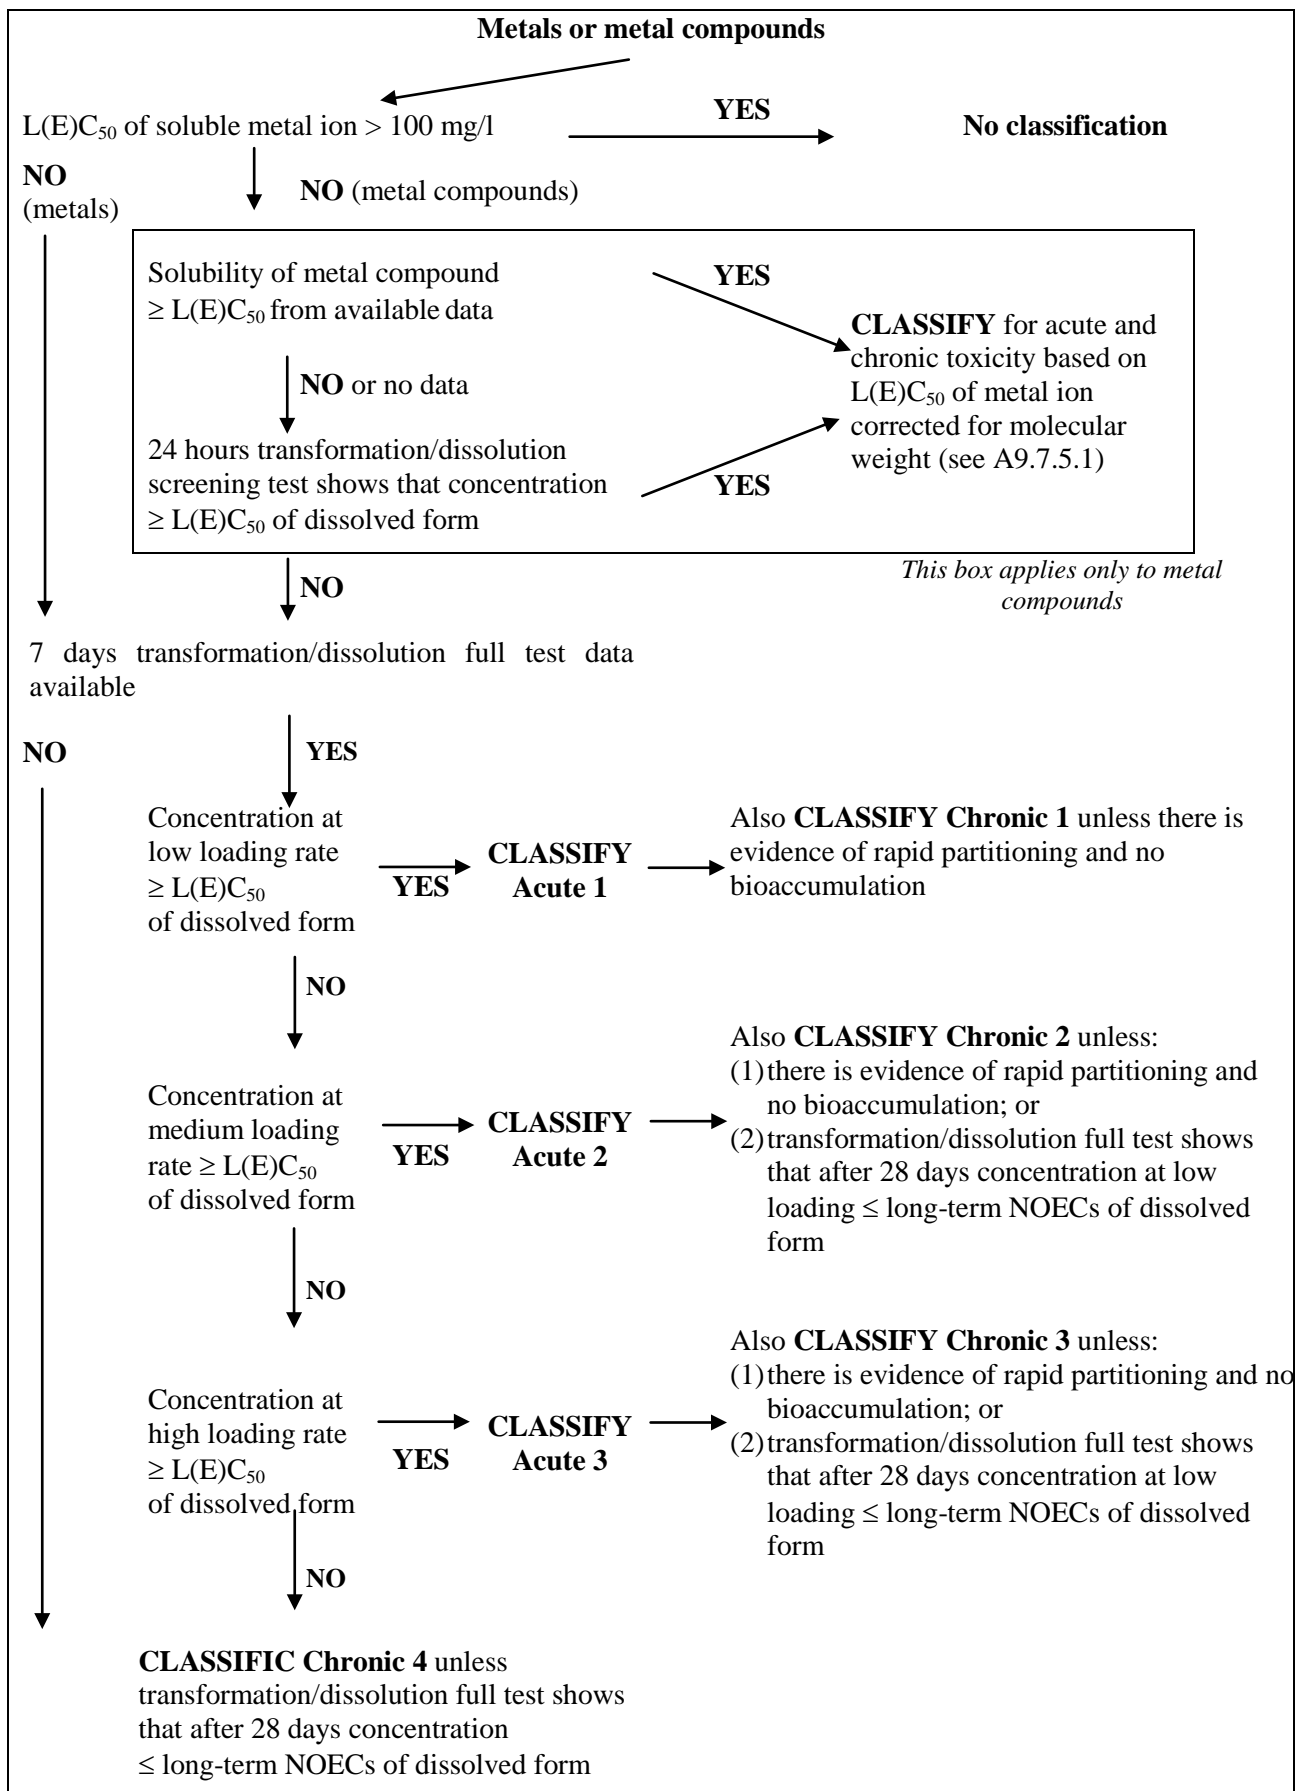 Metals or metal compounds
L(E)C50 of soluble metal ion > 100 mg/l
YES
No classification
NO
(metals)
NO (metal compounds)
Solubility of metal compound
≥ L(E)C50 from available data
YES
CLASSIFY for acute and
chronic toxicity based on
L(E)C50 of metal ion
corrected for molecular
weight (see A9.7.5.1)
NO or no data
24 hours transformation/dissolution
screening test shows that concentration
≥ L(E)C50 of dissolved form
YES
This box applies only to metal
compounds
NO
7 days transformation/dissolution full test data
available
NO
YES
Concentration at
low loading rate
≥ L(E)C50
of dissolved form
YES
CLASSIFY
Acute 1
Also CLASSIFY Chronic 1 unless there is
evidence of rapid partitioning and no
bioaccumulation
NO
Concentration at
medium loading
rate ≥ L(E)C50
of dissolved form
YES
CLASSIFY
Acute 2
Also CLASSIFY Chronic 2 unless:
(1) there is evidence of rapid partitioning and
no bioaccumulation; or
(2) transformation/dissolution full test shows
that after 28 days concentration at low
loading ≤ long-term NOECs of dissolved
form
NO
Concentration at
high loading rate
≥ L(E)C50
of dissolved form
YES
CLASSIFY
Acute 3
Also CLASSIFY Chronic 3 unless:
(1) there is evidence of rapid partitioning and no
bioaccumulation; or
(2) transformation/dissolution full test shows
that after 28 days concentration at low
loading ≤ long-term NOECs of dissolved
form
NO
CLASSIFIC Chronic 4 unless
transformation/dissolution full test shows
that after 28 days concentration
≤ long-term NOECs of dissolved form